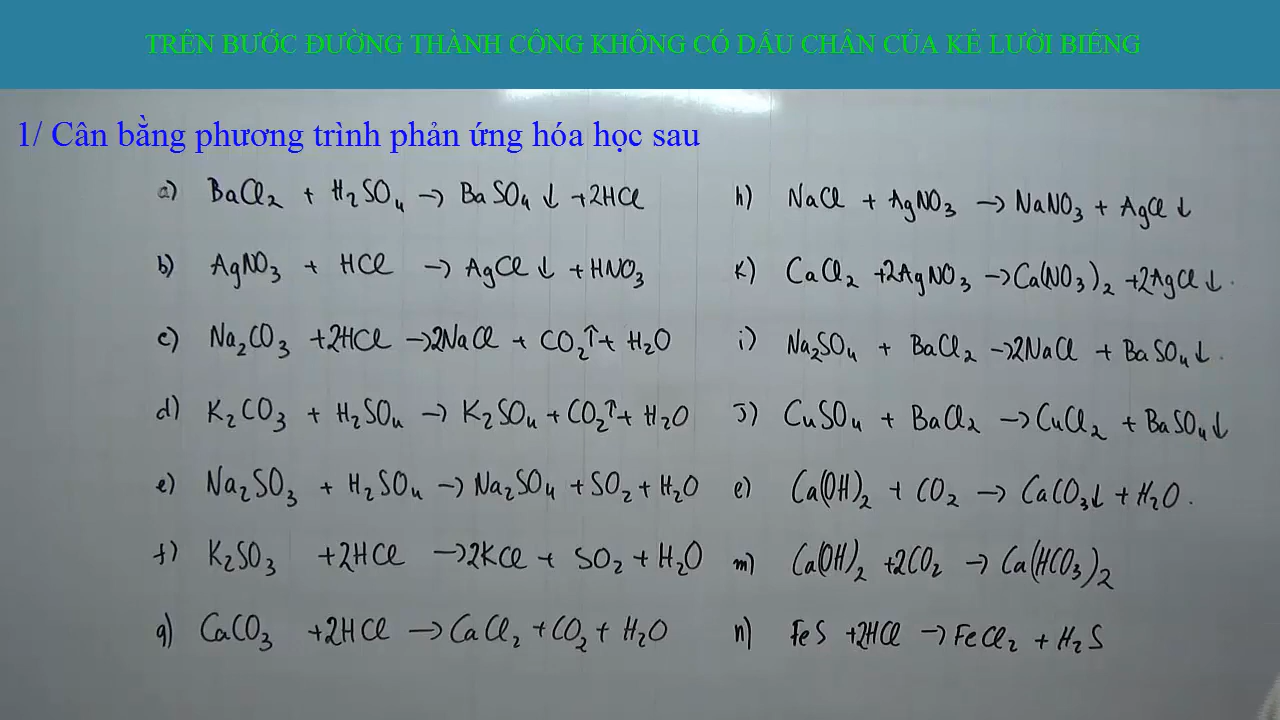 TRÊN BƯỚC ĐƯỜNG THÀNH CÔNG KHÔNG CÓ DẤU CHÂN CỦA KẺ LƯỜI BIẾNG
1/ Cân bằng phương trình phản ứng hóa học sau
a) BaCl₂ + H₂SO₄ → BaSO₄ ↓ + 2HCl
b) AgNO₃ + HCl → AgCl ↓ + HNO₃
c) Na₂CO₃ + 2HCl → 2NaCl + CO₂↑ + H₂O
d) K₂CO₃ + H₂SO₄ → K₂SO₄ + CO₂↑ + H₂O
e) Na₂SO₃ + H₂SO₄ → Na₂SO₄ + SO₂ + H₂O
f) K₂SO₃ + 2HCl → 2KCl + SO₂ + H₂O
g) CaCO₃ + 2HCl → CaCl₂ + CO₂ + H₂O
h) NaCl + AgNO₃ → NaNO₃ + AgCl ↓
k) CaCl₂ + 2AgNO₃ → Ca(NO₃)₂ + 2AgCl ↓.
i) Na₂SO₄ + BaCl₂ → 2NaCl + BaSO₄↓.
J) CuSO₄ + BaCl₂ → CuCl₂ + BaSO₄↓
e) Ca(OH)₂ + CO₂ → CaCO₃↓ + H₂O.
m) Ca(OH)₂ + 2CO₂ → Ca(HCO₃)₂
n) FeS + 2HCl → FeCl₂ + H₂S